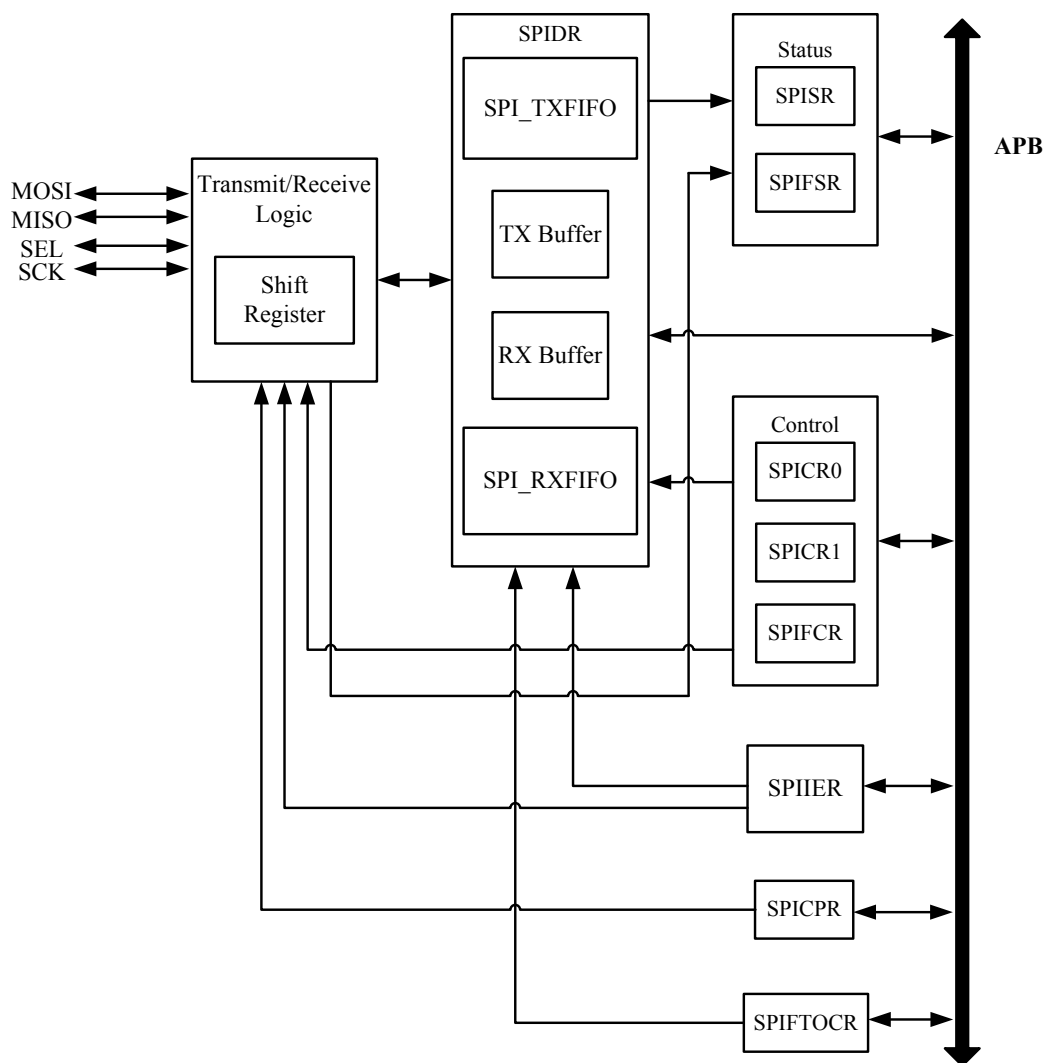 SPIDR
SPI_TXFIFO
TX Buffer
RX Buffer
SPI_RXFIFO
Status
SPISR
SPIFSR
APB
MOSI
MISO
SEL
SCK
Transmit/Receive
Logic
Shift
Register
Control
SPICR0
SPICR1
SPIFCR
SPIIER
SPICPR
SPIFTOCR